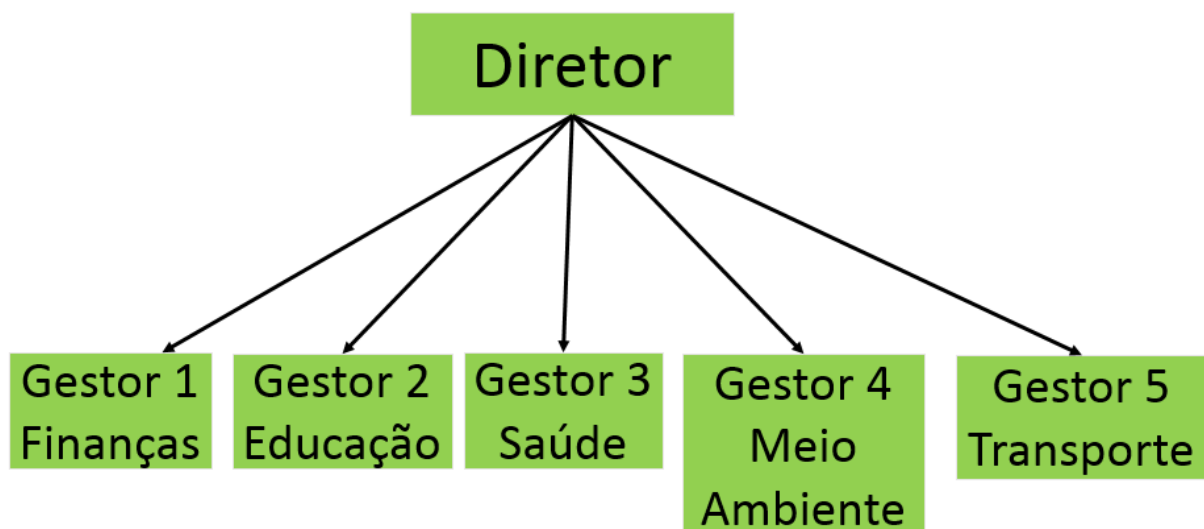 Diretor
Gestor 1
Finanças
Gestor 2
Educação
Gestor 3
Saúde
Gestor 4
Meio
Ambiente
Gestor 5
Transporte